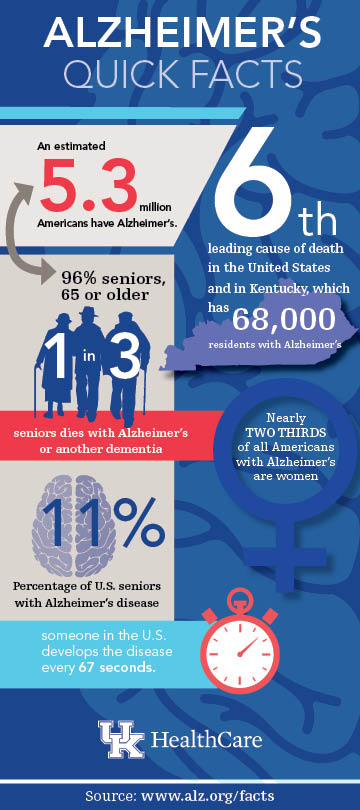 ALZHEIMER'S
QUICK FACTS
An estimated
5.3 million
Americans have Alzheimer's.
96% seniors,
65 or older
6th
leading cause of death
in the United States
and in Kentucky, which
has 68,000
residents with Alzheimer's
1 in 3
seniors dies with Alzheimer's
or another dementia
Nearly
TWO THIRDS
of all Americans
with Alzheimer's
are women
11%
Percentage of U.S. seniors
with Alzheimer's disease
someone in the U.S.
develops the disease
every 67 seconds.
UK HealthCare
Source: www.alz.org/facts